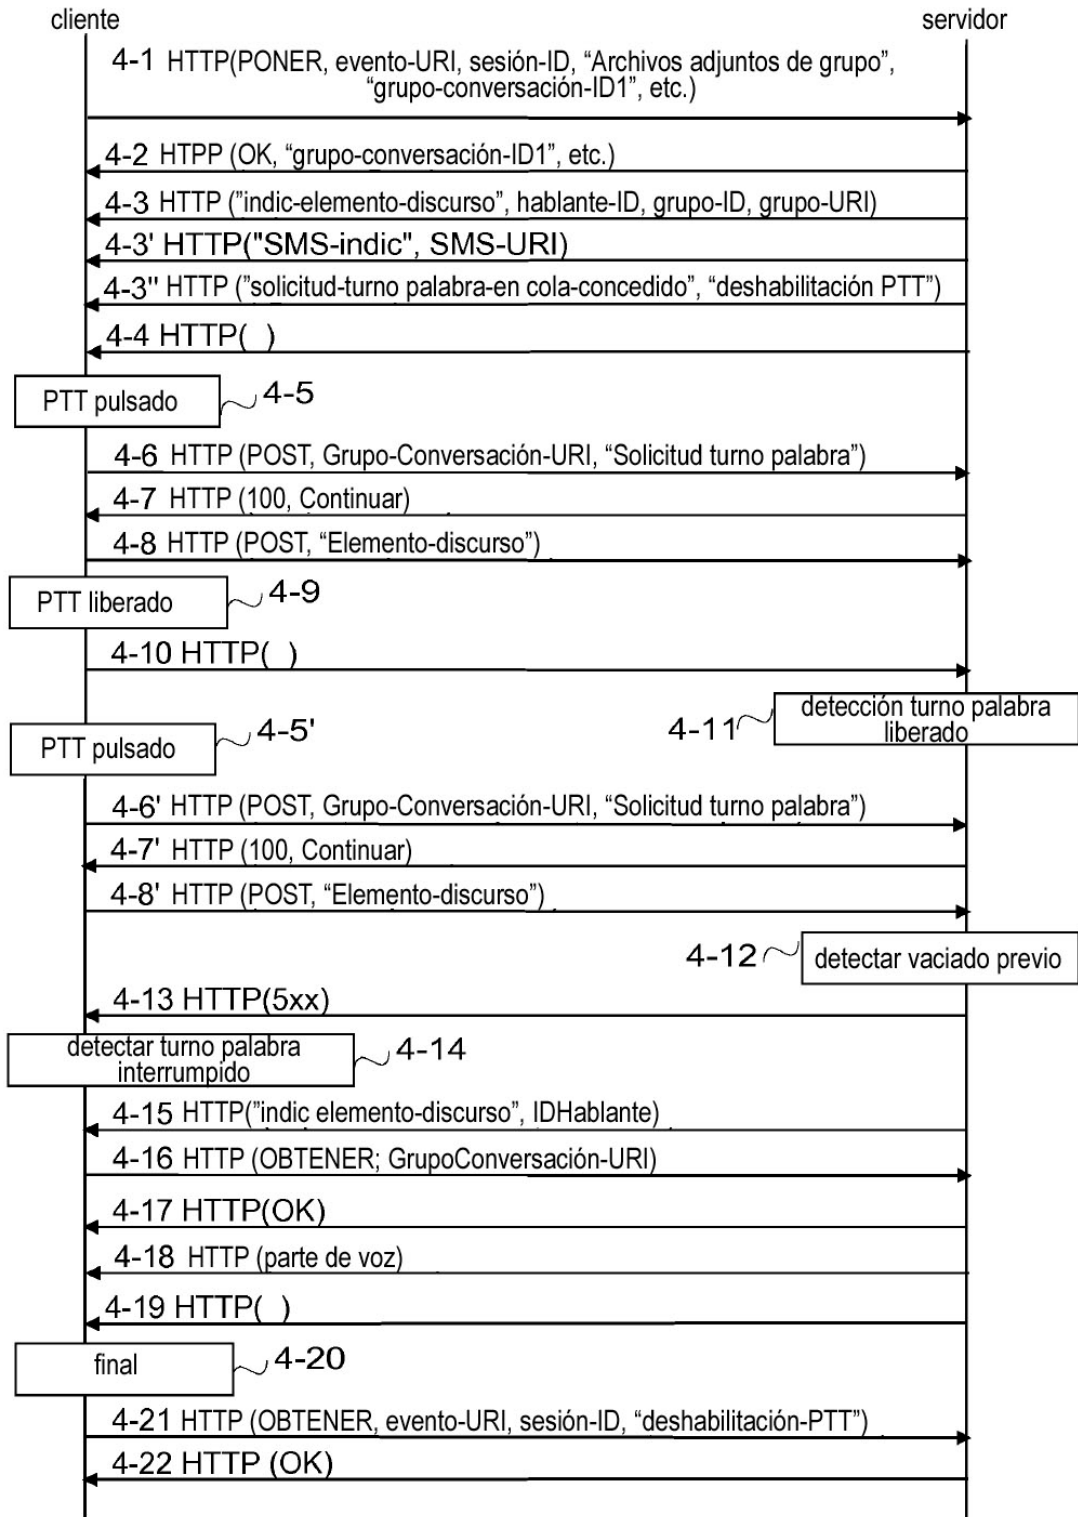 cliente
servidor
4-1 HTTP(PONER, evento-URI, sesión-ID, “Archivos adjuntos de grupo”,
“grupo-conversación-ID1”, etc.)
4-2 HTPP (OK, “grupo-conversación-ID1”, etc.)
4-3 HTTP (”indic-elemento-discurso”, hablante-ID, grupo-ID, grupo-URI)
4-3' HTTP("SMS-indic", SMS-URI)
4-3'' HTTP (”solicitud-turno palabra-en cola-concedido”, “deshabilitación PTT”)
4-4 HTTP( )
PTT pulsado
4-5
4-6 HTTP (POST, Grupo-Conversación-URI, “Solicitud turno palabra”)
4-7 HTTP (100, Continuar)
4-8 HTTP (POST, “Elemento-discurso”)
PTT liberado
4-9
4-10 HTTP( )
4-11
detección turno palabra
liberado
PTT pulsado
4-5'
4-6' HTTP (POST, Grupo-Conversación-URI, “Solicitud turno palabra”)
4-7' HTTP (100, Continuar)
4-8' HTTP (POST, “Elemento-discurso”)
4-12
detectar vaciado previo
4-13 HTTP(5xx)
detectar turno palabra
interrumpido
4-14
4-15 HTTP(”indic elemento-discurso”, IDHablante)
4-16 HTTP (OBTENER; GrupoConversación-URI)
4-17 HTTP(OK)
4-18 HTTP (parte de voz)
4-19 HTTP( )
final
4-20
4-21 HTTP (OBTENER, evento-URI, sesión-ID, “deshabilitación-PTT”)
4-22 HTTP (OK)